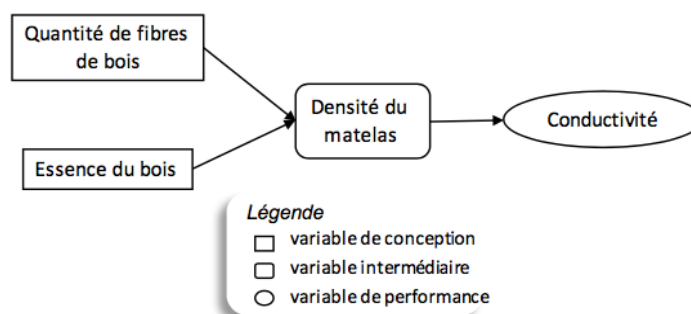 Quantité de fibres
de bois
Densité du
matelas
Conductivité
Essence du bois
Légende
variable de conception
variable intermédiaire
variable de performance